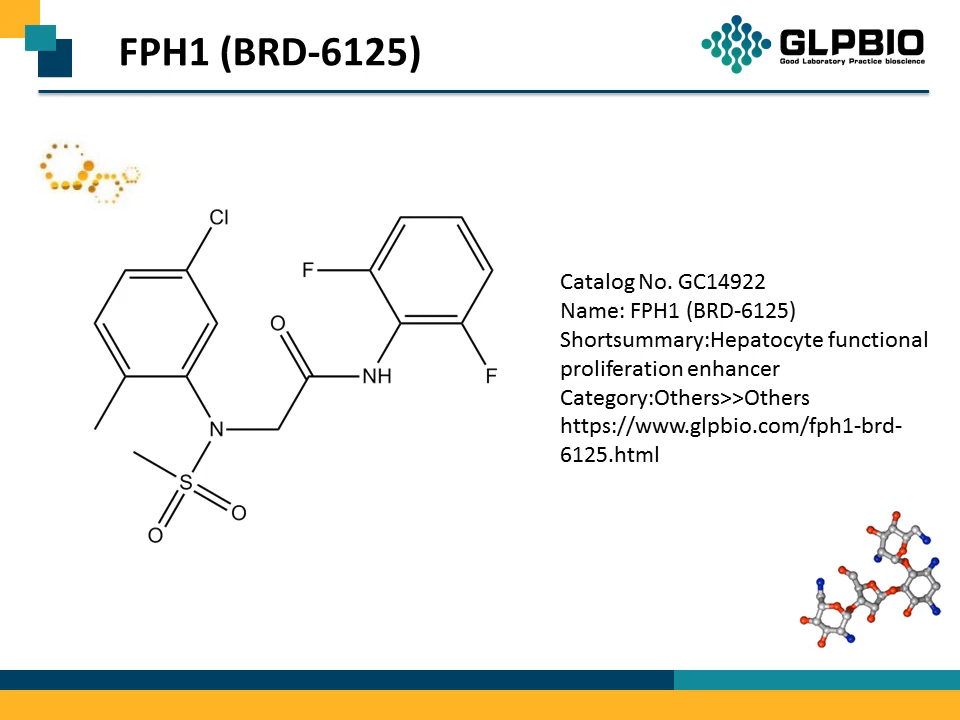 FPH1 (BRD-6125)
GLPBIO
Good Laboratory Practice bioscience
Cl
F
O
NH
F
N
S
O
O
Catalog No. GC14922
Name: FPH1 (BRD-6125)
Shortsummary:Hepatocyte functional
proliferation enhancer
Category:Others>>Others
https://www.glpbio.com/fph1-brd-
6125.html